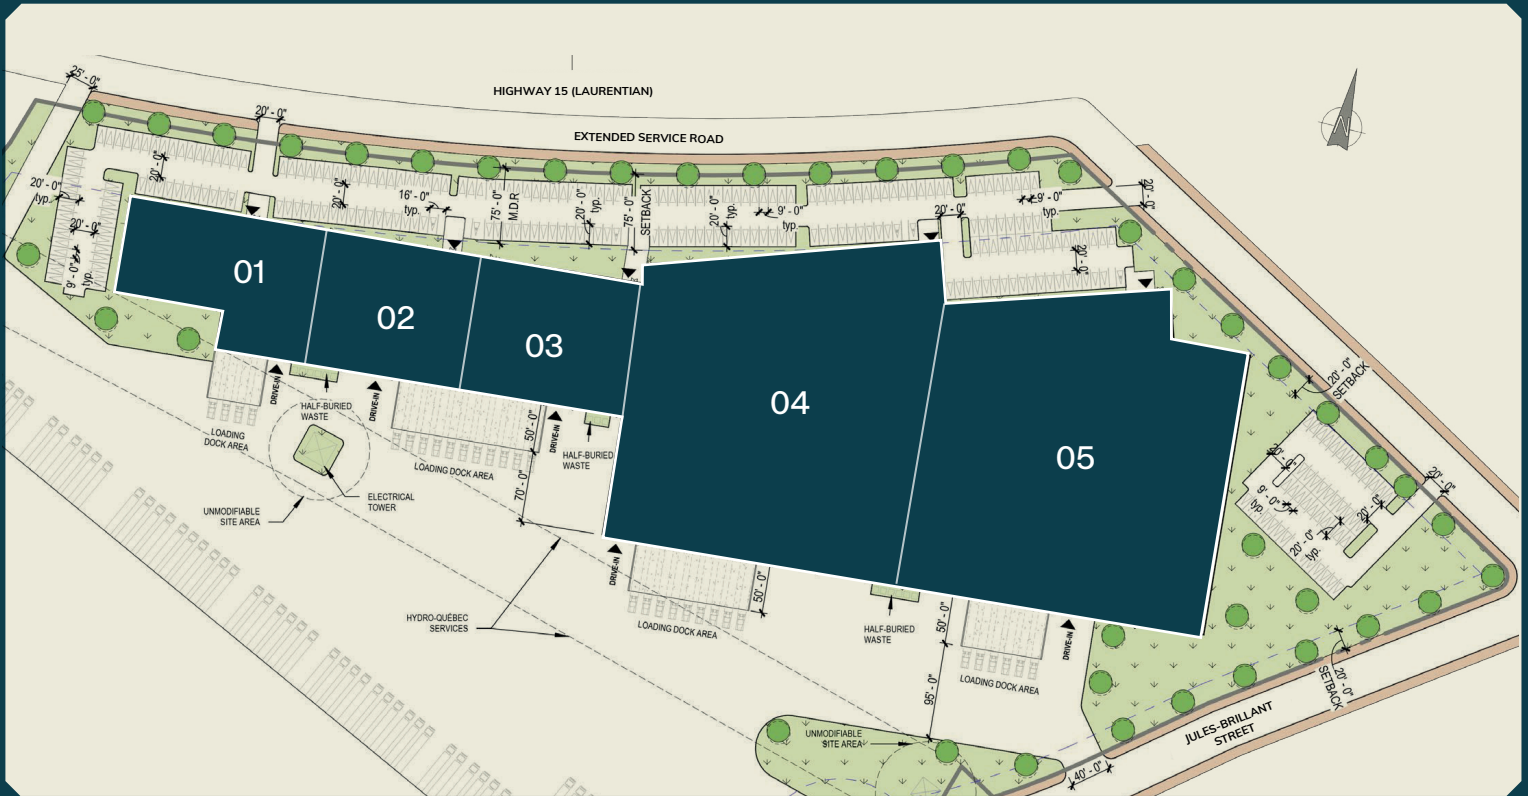 HIGHWAY 15 (LAURENTIAN)
25' - 0"
20' - 0"
EXTENDED SERVICE ROAD
20' - 0"
20' - 0"
typ.
20' - 0"
9' - 0"
typ.
20' - 0"
16' - 0"
typ.
75' - 0"
M.D.R
20' - 0"
typ.
75' - 0"
SETBACK
20' - 0"
typ.
9' - 0"
typ.
20' - 0"
9' - 0"
typ.
20' - 0"
20' - 0"
01
02
03
04
05
DRIVE-IN
HALF-BURIED
WASTE
DRIVE-IN
LOADING
DOCK AREA
LOADING DOCK AREA
50' - 0"
DRIVE-IN
HALF-BURIED
WASTE
70' - 0"
ELECTRICAL
TOWER
UNMODIFIABLE
SITE AREA
HYDRO-QUÉBEC
SERVICES
DRIVE-IN
LOADING DOCK AREA
50' - 0"
HALF-BURIED
WASTE
50' - 0"
DRIVE-IN
LOADING DOCK AREA
95' - 0"
UNMODIFIABLE
SITE AREA
40' - 0"
JULES-BRILLANT
STREET
20' - 0"
SETBACK
20' - 0"
SETBACK
20' - 0"
9' - 0"
typ.
20' - 0"
typ.
20' - 0"
20' - 0"